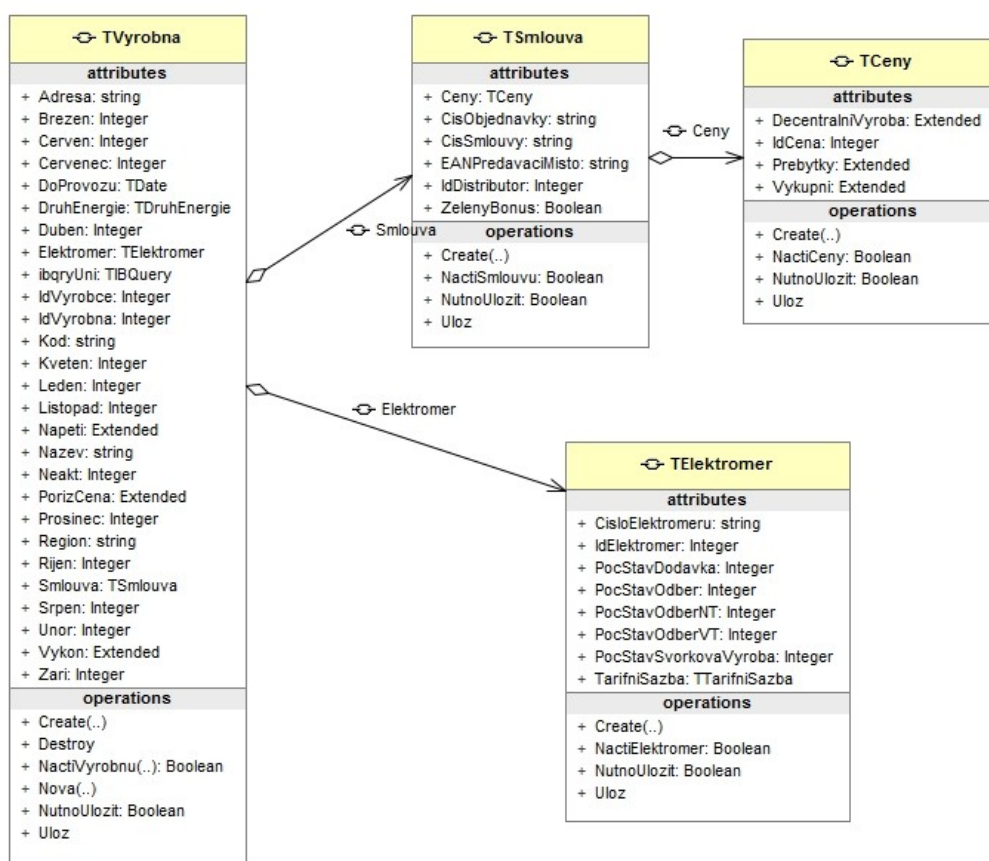 TVyrobna
attributes
+ Adresa: string
+ Brezen: Integer
+ Cerven: Integer
+ Cervenec: Integer
+ DoProvozu: TDate
+ DruhEnergie: TDruhEnergie
+ Duben: Integer
+ Elektromer: TElektromer
+ ibqryUni: TIBQuery
+ IdVyrobce: Integer
+ IdVyrobna: Integer
+ Kod: string
+ Kveten: Integer
+ Leden: Integer
+ Listopad: Integer
+ Napeti: Extended
+ Nazev: string
+ Neakt: Integer
+ PorizCena: Extended
+ Prosinec: Integer
+ Region: string
+ Rijen: Integer
+ Smlouva: TSmlouva
+ Srpen: Integer
+ Unor: Integer
+ Vykon: Extended
+ Zari: Integer
operations
+ Create(..)
+ Destroy
+ NactiVyrobnu(..): Boolean
+ Nova(..)
+ NutnoUlozit: Boolean
+ Uloz
Smlouva
TSmlouva
attributes
+ Ceny: TCeny
+ CisObjednavky: string
+ CisSmlouvy: string
+ EANPredavaciMisto: string
+ IdDistributor: Integer
+ ZelenyBonus: Boolean
operations
+ Create(..)
+ NactiSmlouvu: Boolean
+ NutnoUlozit: Boolean
+ Uloz
Ceny
TCeny
attributes
+ DecentralniVyroba: Extended
+ IdCena: Integer
+ Prebytky: Extended
+ Vykupni: Extended
operations
+ Create(..)
+ NactiCeny: Boolean
+ NutnoUlozit: Boolean
+ Uloz
Elektromer
TElektromer
attributes
+ CisloElektromeru: string
+ IdElektromer: Integer
+ PocStavDodavka: Integer
+ PocStavOdber: Integer
+ PocStavOdberNT: Integer
+ PocStavOdberVT: Integer
+ PocStavSvorkovaVyroba: Integer
+ TarifniSazba: TTarifniSazba
operations
+ Create(..)
+ NactiElektromer: Boolean
+ NutnoUlozit: Boolean
+ Uloz